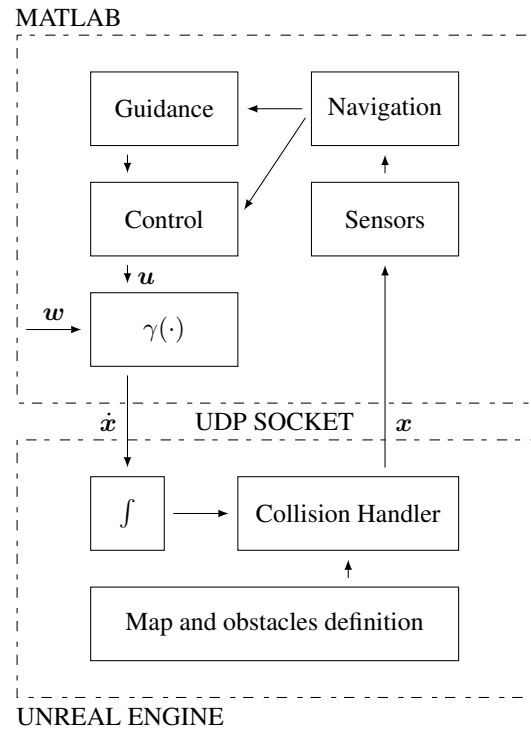 MATLAB
Guidance
Navigation
Control
Sensors
u
w
γ(·)
ẋ
UDP SOCKET
x
∫
Collision Handler
Map and obstacles definition
UNREAL ENGINE